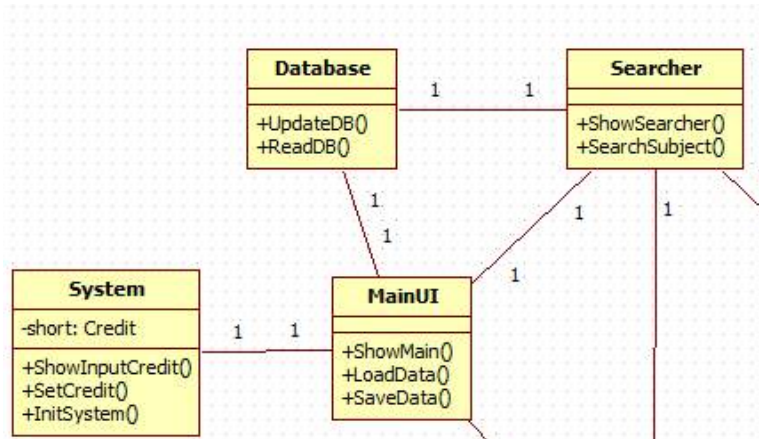 Database
+UpdateDB()
+ReadDB()
1
1
Searcher
+ShowSearcher()
+SearchSubject()
1
1
1
1
1
System
-short: Credit
+ShowInputCredit()
+SetCredit()
+InitSystem()
1
1
MainUI
+ShowMain()
+LoadData()
+SaveData()